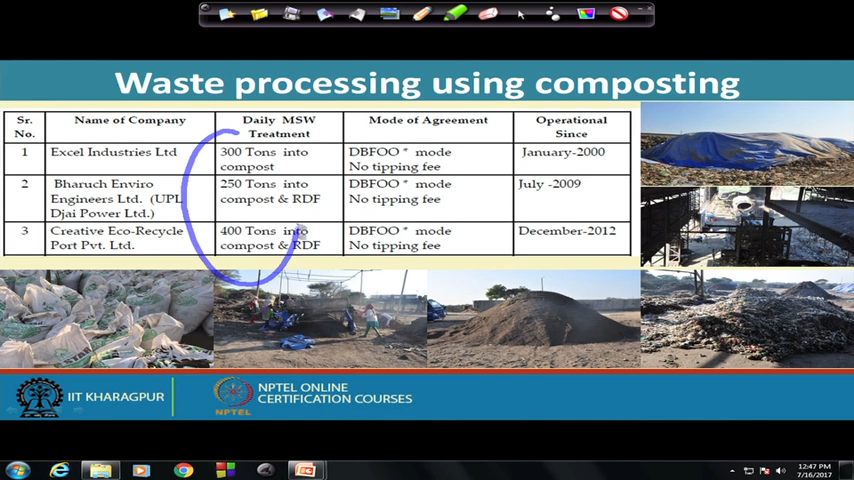 Waste processing using composting
Sr. No. Name of Company Daily MSW Treatment Mode of Agreement Operational Since
1 Excel Industries Ltd 300 Tons into compost DBFOO * mode No tipping fee January-2000
2 Bharuch Enviro Engineers Ltd. (UPL Djai Power Ltd.) 250 Tons into compost & RDF DBFOO * mode No tipping fee July -2009
3 Creative Eco-Recycle Port Pvt. Ltd. 400 Tons into compost & RDF DBFOO * mode No tipping fee December-2012
IIT KHARAGPUR
NPTEL
NPTEL ONLINE
CERTIFICATION COURSES
12:47 PM
7/16/2017